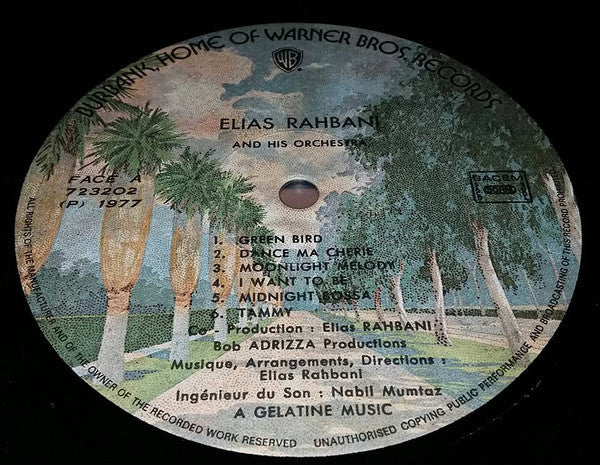 BURBANK, HOME OF WARNER BROS. RECORDS
WB
ELIAS RAHBANI
AND HIS ORCHESTRA
FACE A
723202
(P) 1977
SACEM
1. GREEN BIRD
2. DANCE MA CHERIE
3. MOONLIGHT MELODY
4. I WANT TO BE
5. MIDNIGHT BOSSA
6. TAMMY
Co - Production : Elias RAHBANI
Bob ADRIZZA Productions
Musique, Arrangements, Directions :
Elias Rahbani
Ingénieur du Son : Nabil Mumtaz
A GELATINE MUSIC
ALL RIGHTS OF THE MANUFACTURER AND OF THE OWNER OF THE RECORDED WORK RESERVED UNAUTHORISED COPYING PUBLIC PERFORMANCE AND BROADCASTING OF THIS RECORD PROHIBITED